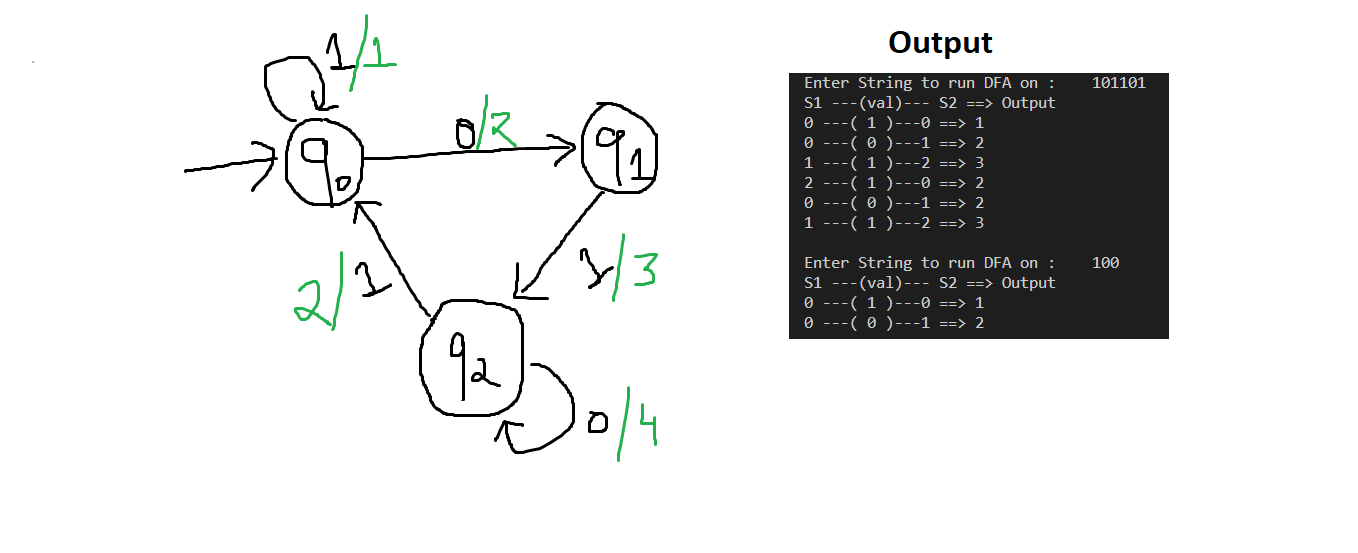 1/1
0/2
q0
q1
2/1
1/3
q2
0/4
Output
Enter String to run DFA on :    101101
S1 ---(val)--- S2 ==> Output
0 ---( 1 )---0 ==> 1
0 ---( 0 )---1 ==> 2
1 ---( 1 )---2 ==> 3
2 ---( 1 )---0 ==> 2
0 ---( 0 )---1 ==> 2
1 ---( 1 )---2 ==> 3
Enter String to run DFA on :    100
S1 ---(val)--- S2 ==> Output
0 ---( 1 )---0 ==> 1
0 ---( 0 )---1 ==> 2